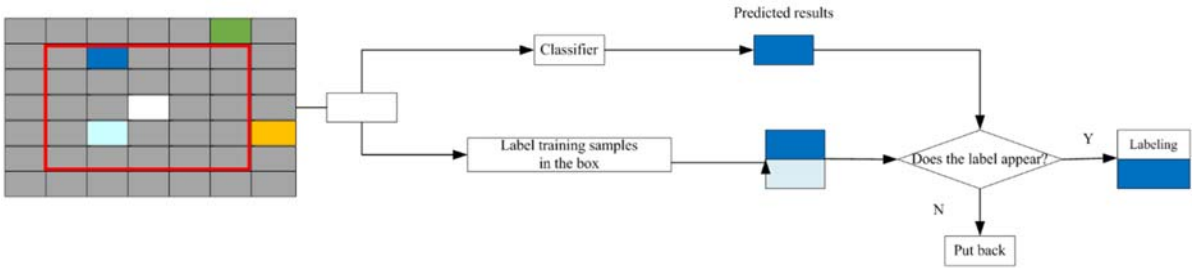 Predicted results
Classifier
Label training samples
in the box
Does the label appear?
Y
Labeling
N
Put back